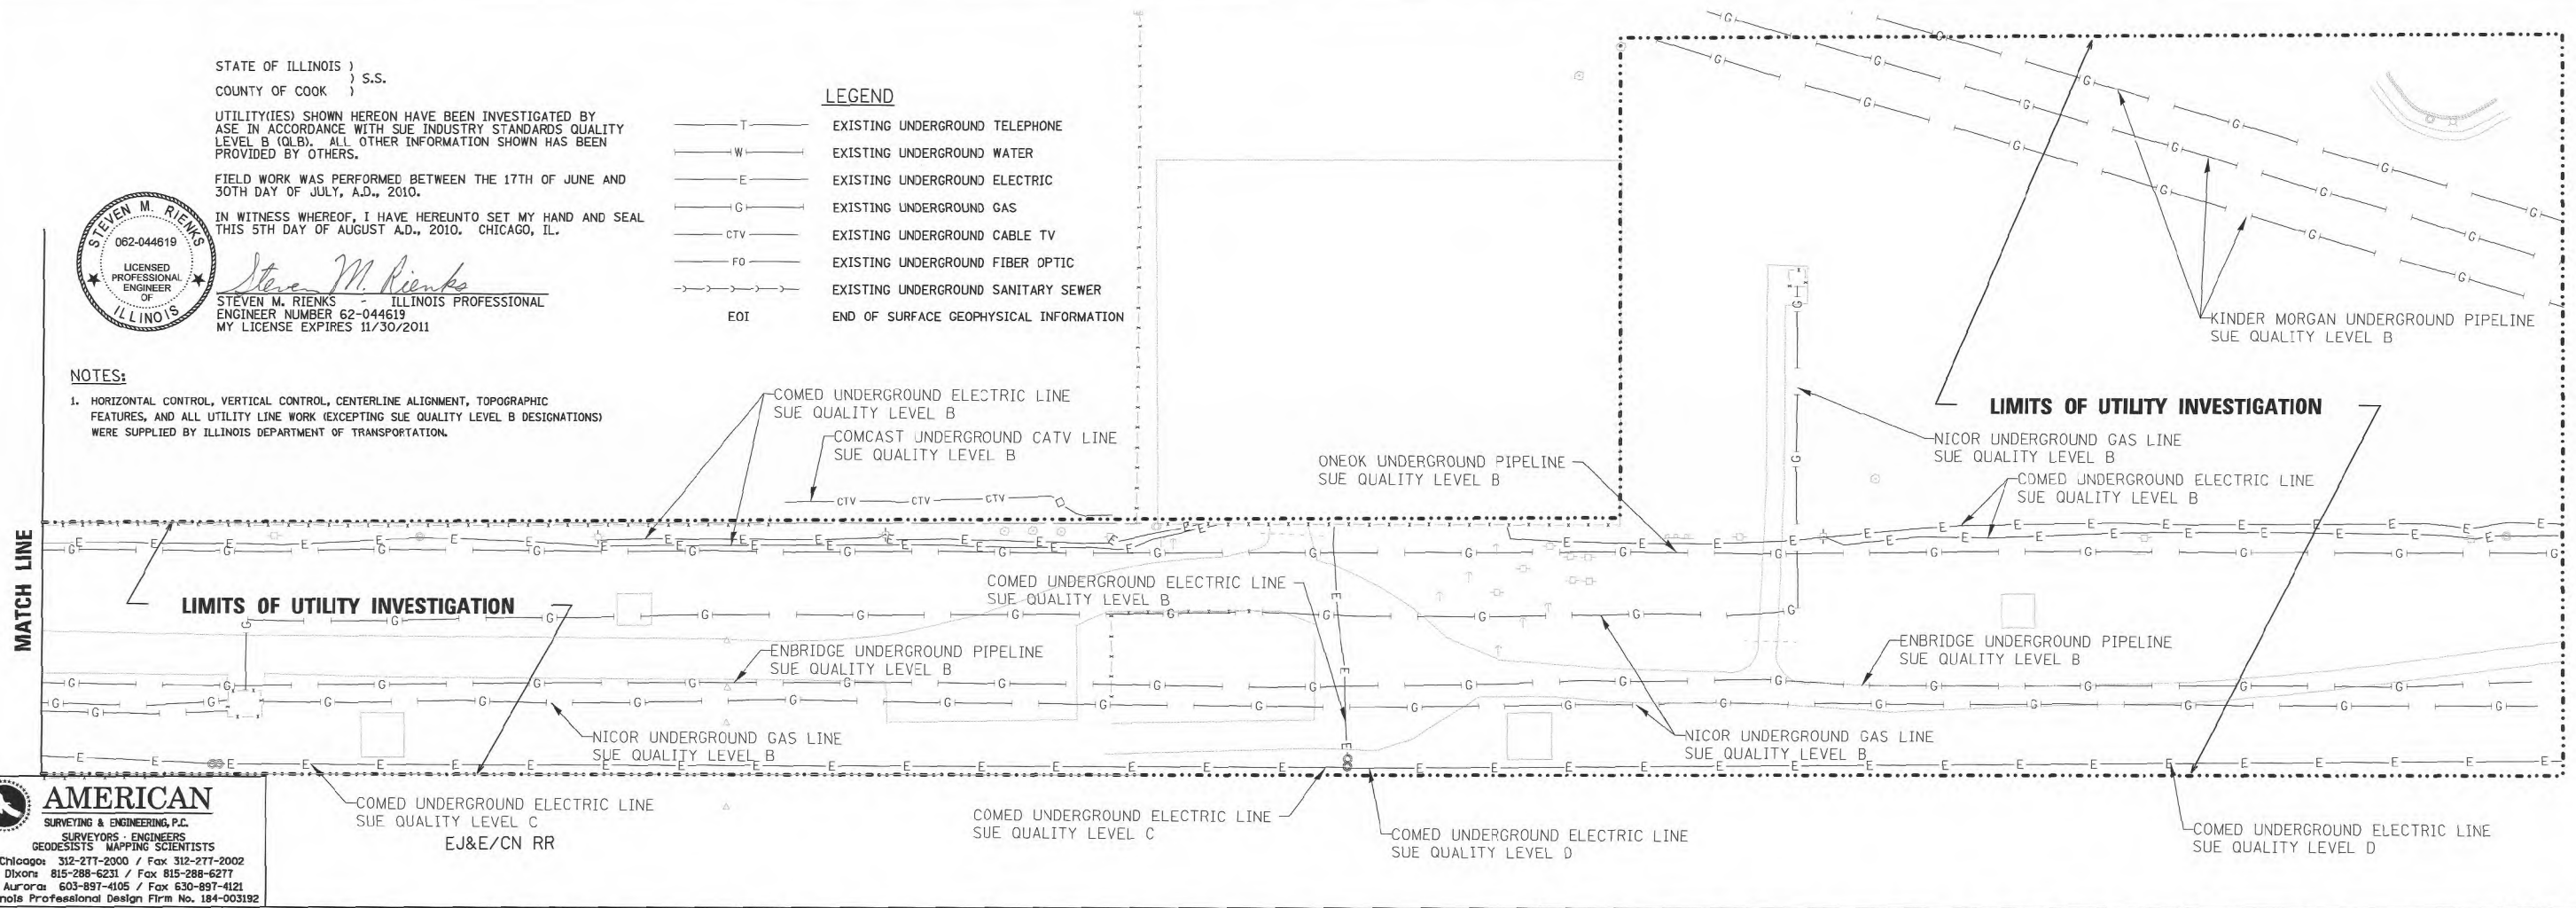 STATE OF ILLINOIS )
) S.S.
COUNTY OF COOK )
UTILITY(IES) SHOWN HEREON HAVE BEEN INVESTIGATED BY
ASE IN ACCORDANCE WITH SUE INDUSTRY STANDARDS QUALITY
LEVEL B (QLB). ALL OTHER INFORMATION SHOWN HAS BEEN
PROVIDED BY OTHERS.
FIELD WORK WAS PERFORMED BETWEEN THE 17TH OF JUNE AND
30TH DAY OF JULY, A.D., 2010.
IN WITNESS WHEREOF, I HAVE HEREUNTO SET MY HAND AND SEAL
THIS 5TH DAY OF AUGUST A.D., 2010. CHICAGO, IL.
STEVEN M. RIENKS
062-044619
LICENSED
PROFESSIONAL
ENGINEER
OF
ILLINOIS
Steven M. Rienks
STEVEN M. RIENKS - ILLINOIS PROFESSIONAL
ENGINEER NUMBER 62-044619
MY LICENSE EXPIRES 11/30/2011
NOTES:
1. HORIZONTAL CONTROL, VERTICAL CONTROL, CENTERLINE ALIGNMENT, TOPOGRAPHIC
FEATURES, AND ALL UTILITY LINE WORK (EXCEPTING SUE QUALITY LEVEL B DESIGNATIONS)
WERE SUPPLIED BY ILLINOIS DEPARTMENT OF TRANSPORTATION.
LEGEND
T EXISTING UNDERGROUND TELEPHONE
W EXISTING UNDERGROUND WATER
E EXISTING UNDERGROUND ELECTRIC
G EXISTING UNDERGROUND GAS
CTV EXISTING UNDERGROUND CABLE TV
FO EXISTING UNDERGROUND FIBER OPTIC
EXISTING UNDERGROUND SANITARY SEWER
EOI END OF SURFACE GEOPHYSICAL INFORMATION
KINDER MORGAN UNDERGROUND PIPELINE
SUE QUALITY LEVEL B
LIMITS OF UTILITY INVESTIGATION
NICOR UNDERGROUND GAS LINE
SUE QUALITY LEVEL B
COMED UNDERGROUND ELECTRIC LINE
SUE QUALITY LEVEL B
COMED UNDERGROUND ELECTRIC LINE
SUE QUALITY LEVEL B
COMCAST UNDERGROUND CATV LINE
SUE QUALITY LEVEL B
CTV CTV CTV
ONEOK UNDERGROUND PIPELINE
SUE QUALITY LEVEL B
MATCH LINE
COMED UNDERGROUND ELECTRIC LINE
SUE QUALITY LEVEL B
LIMITS OF UTILITY INVESTIGATION
ENBRIDGE UNDERGROUND PIPELINE
SUE QUALITY LEVEL B
ENBRIDGE UNDERGROUND PIPELINE
SUE QUALITY LEVEL B
NICOR UNDERGROUND GAS LINE
SUE QUALITY LEVEL B
NICOR UNDERGROUND GAS LINE
SUE QUALITY LEVEL B
COMED UNDERGROUND ELECTRIC LINE
SUE QUALITY LEVEL C
EJ&E/CN RR
COMED UNDERGROUND ELECTRIC LINE
SUE QUALITY LEVEL C
COMED UNDERGROUND ELECTRIC LINE
SUE QUALITY LEVEL D
COMED UNDERGROUND ELECTRIC LINE
SUE QUALITY LEVEL D
AMERICAN
SURVEYING & ENGINEERING, P.C.
SURVEYORS · ENGINEERS
GEODESISTS MAPPING SCIENTISTS
Chicago: 312-277-2000 / Fax 312-277-2002
Dixon: 815-288-6231 / Fax 815-288-6277
Aurora: 603-897-4105 / Fax 630-897-4121
nois Professional Design Firm No. 184-003192